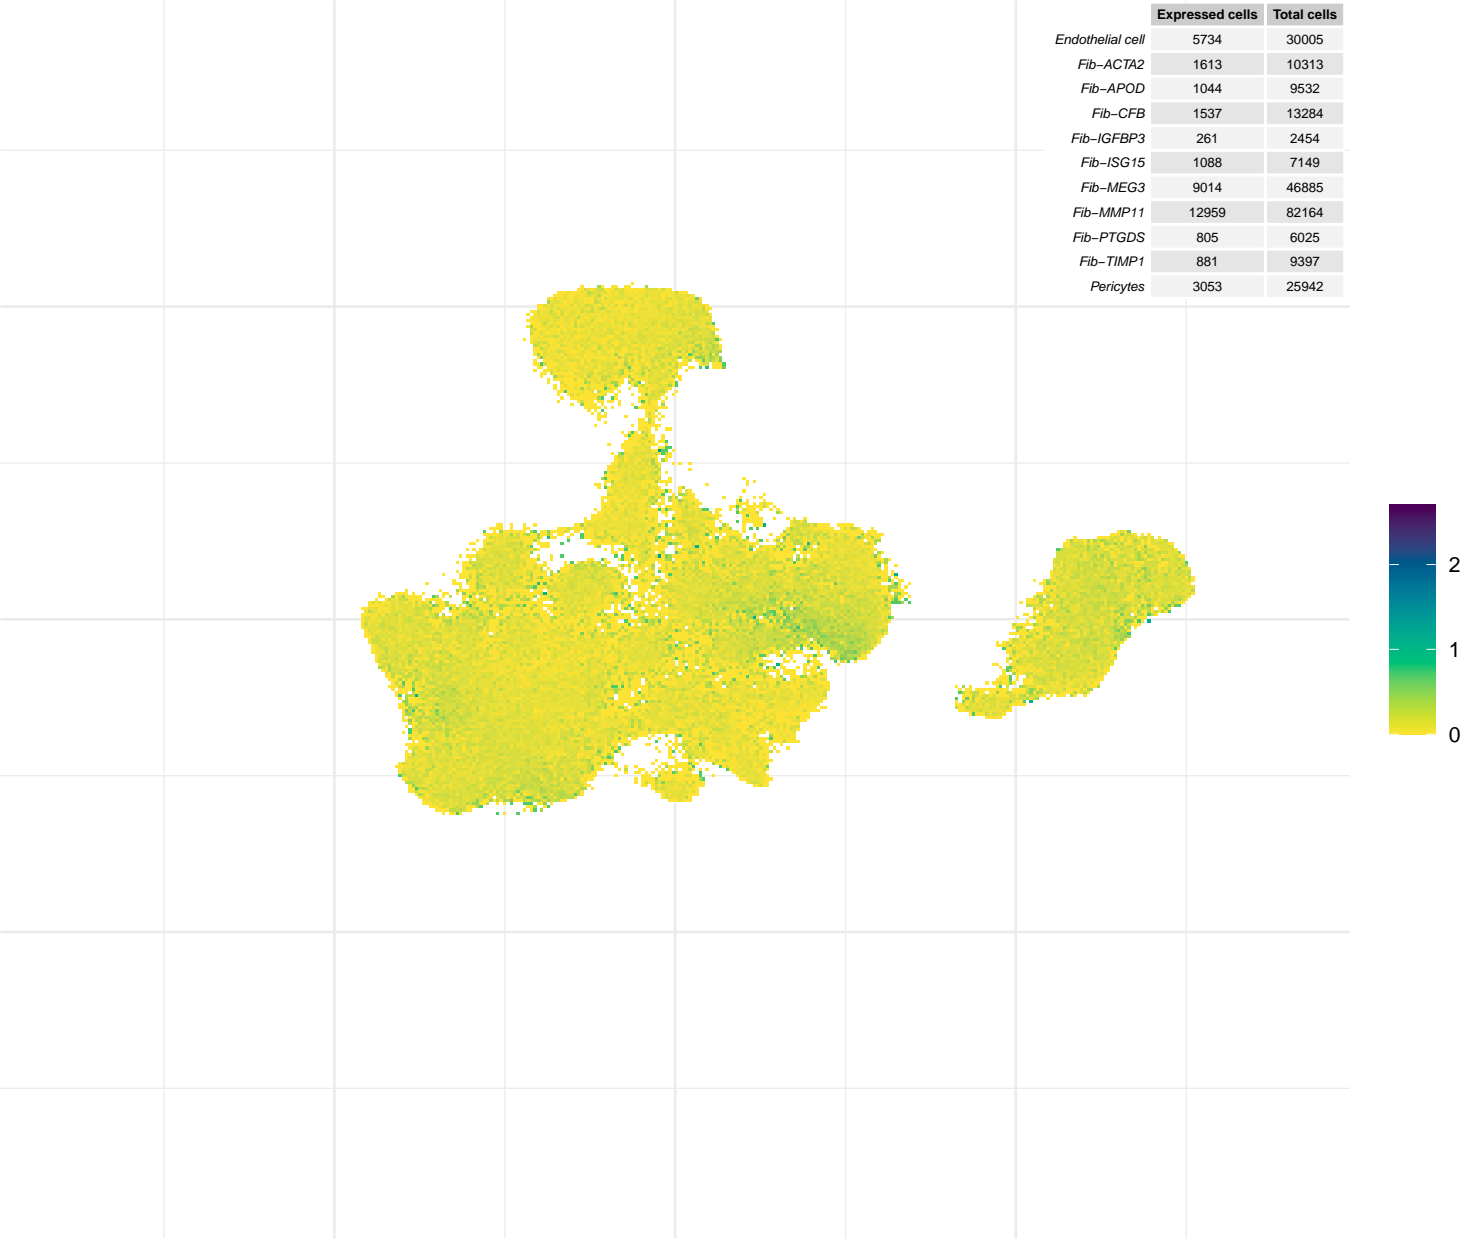 Expressed cells Total cells
Endothelial cell 5734 30005
Fib−ACTA2 1613 10313
Fib−APOD 1044 9532
Fib−CFB 1537 13284
Fib−IGFBP3 261 2454
Fib−ISG15 1088 7149
Fib−MEG3 9014 46885
Fib−MMP11 12959 82164
Fib−PTGDS 805 6025
Fib−TIMP1 881 9397
Pericytes 3053 25942
2
1
0